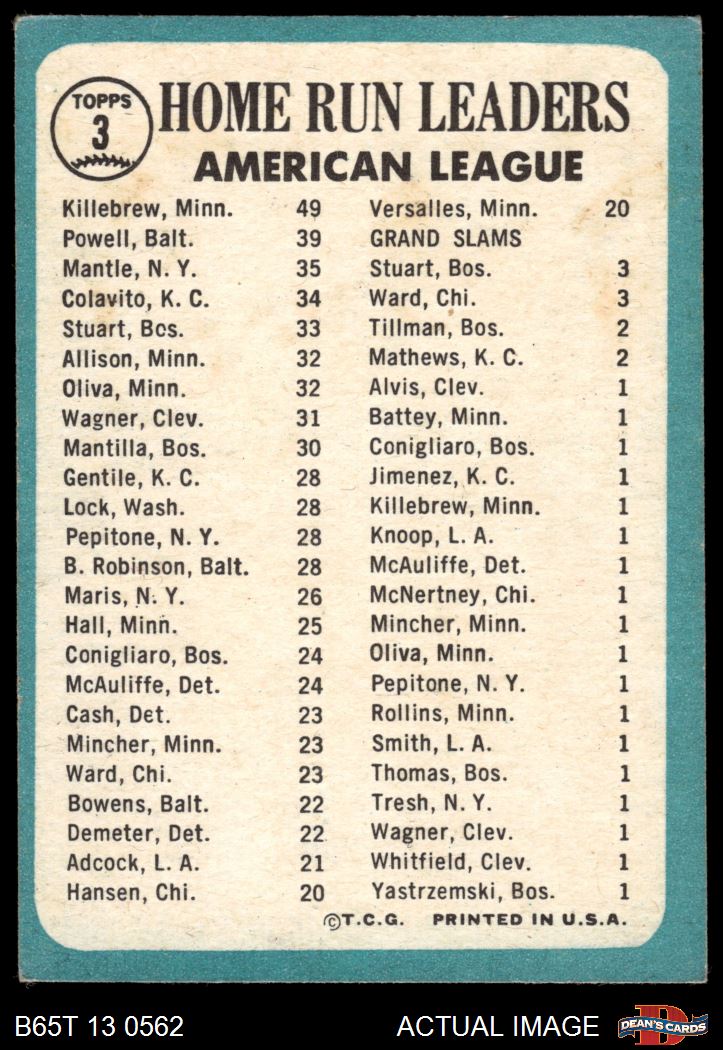 TOPPS
3
HOME RUN LEADERS
AMERICAN LEAGUE
Killebrew, Minn. 49
Powell, Balt. 39
Mantle, N. Y. 35
Colavito, K. C. 34
Stuart, Bos. 33
Allison, Minn. 32
Oliva, Minn. 32
Wagner, Clev. 31
Mantilla, Bos. 30
Gentile, K. C. 28
Lock, Wash. 28
Pepitone, N. Y. 28
B. Robinson, Balt. 28
Maris, N. Y. 26
Hall, Minn. 25
Conigliaro, Bos. 24
McAuliffe, Det. 24
Cash, Det. 23
Mincher, Minn. 23
Ward, Chi. 23
Bowens, Balt. 22
Demeter, Det. 22
Adcock, L. A. 21
Hansen, Chi. 20
Versalles, Minn. 20
GRAND SLAMS
Stuart, Bos. 3
Ward, Chi. 3
Tillman, Bos. 2
Mathews, K. C. 2
Alvis, Clev. 1
Battey, Minn. 1
Conigliaro, Bos. 1
Jimenez, K. C. 1
Killebrew, Minn. 1
Knoop, L. A. 1
McAuliffe, Det. 1
McNertney, Chi. 1
Mincher, Minn. 1
Oliva, Minn. 1
Pepitone, N. Y. 1
Rollins, Minn. 1
Smith, L. A. 1
Thomas, Bos. 1
Tresh, N. Y. 1
Wagner, Clev. 1
Whitfield, Clev. 1
Yastrzemski, Bos. 1
©T.C.G. PRINTED IN U.S.A.
B65T 13 0562 ACTUAL IMAGE
D
DEAN'S CARDS